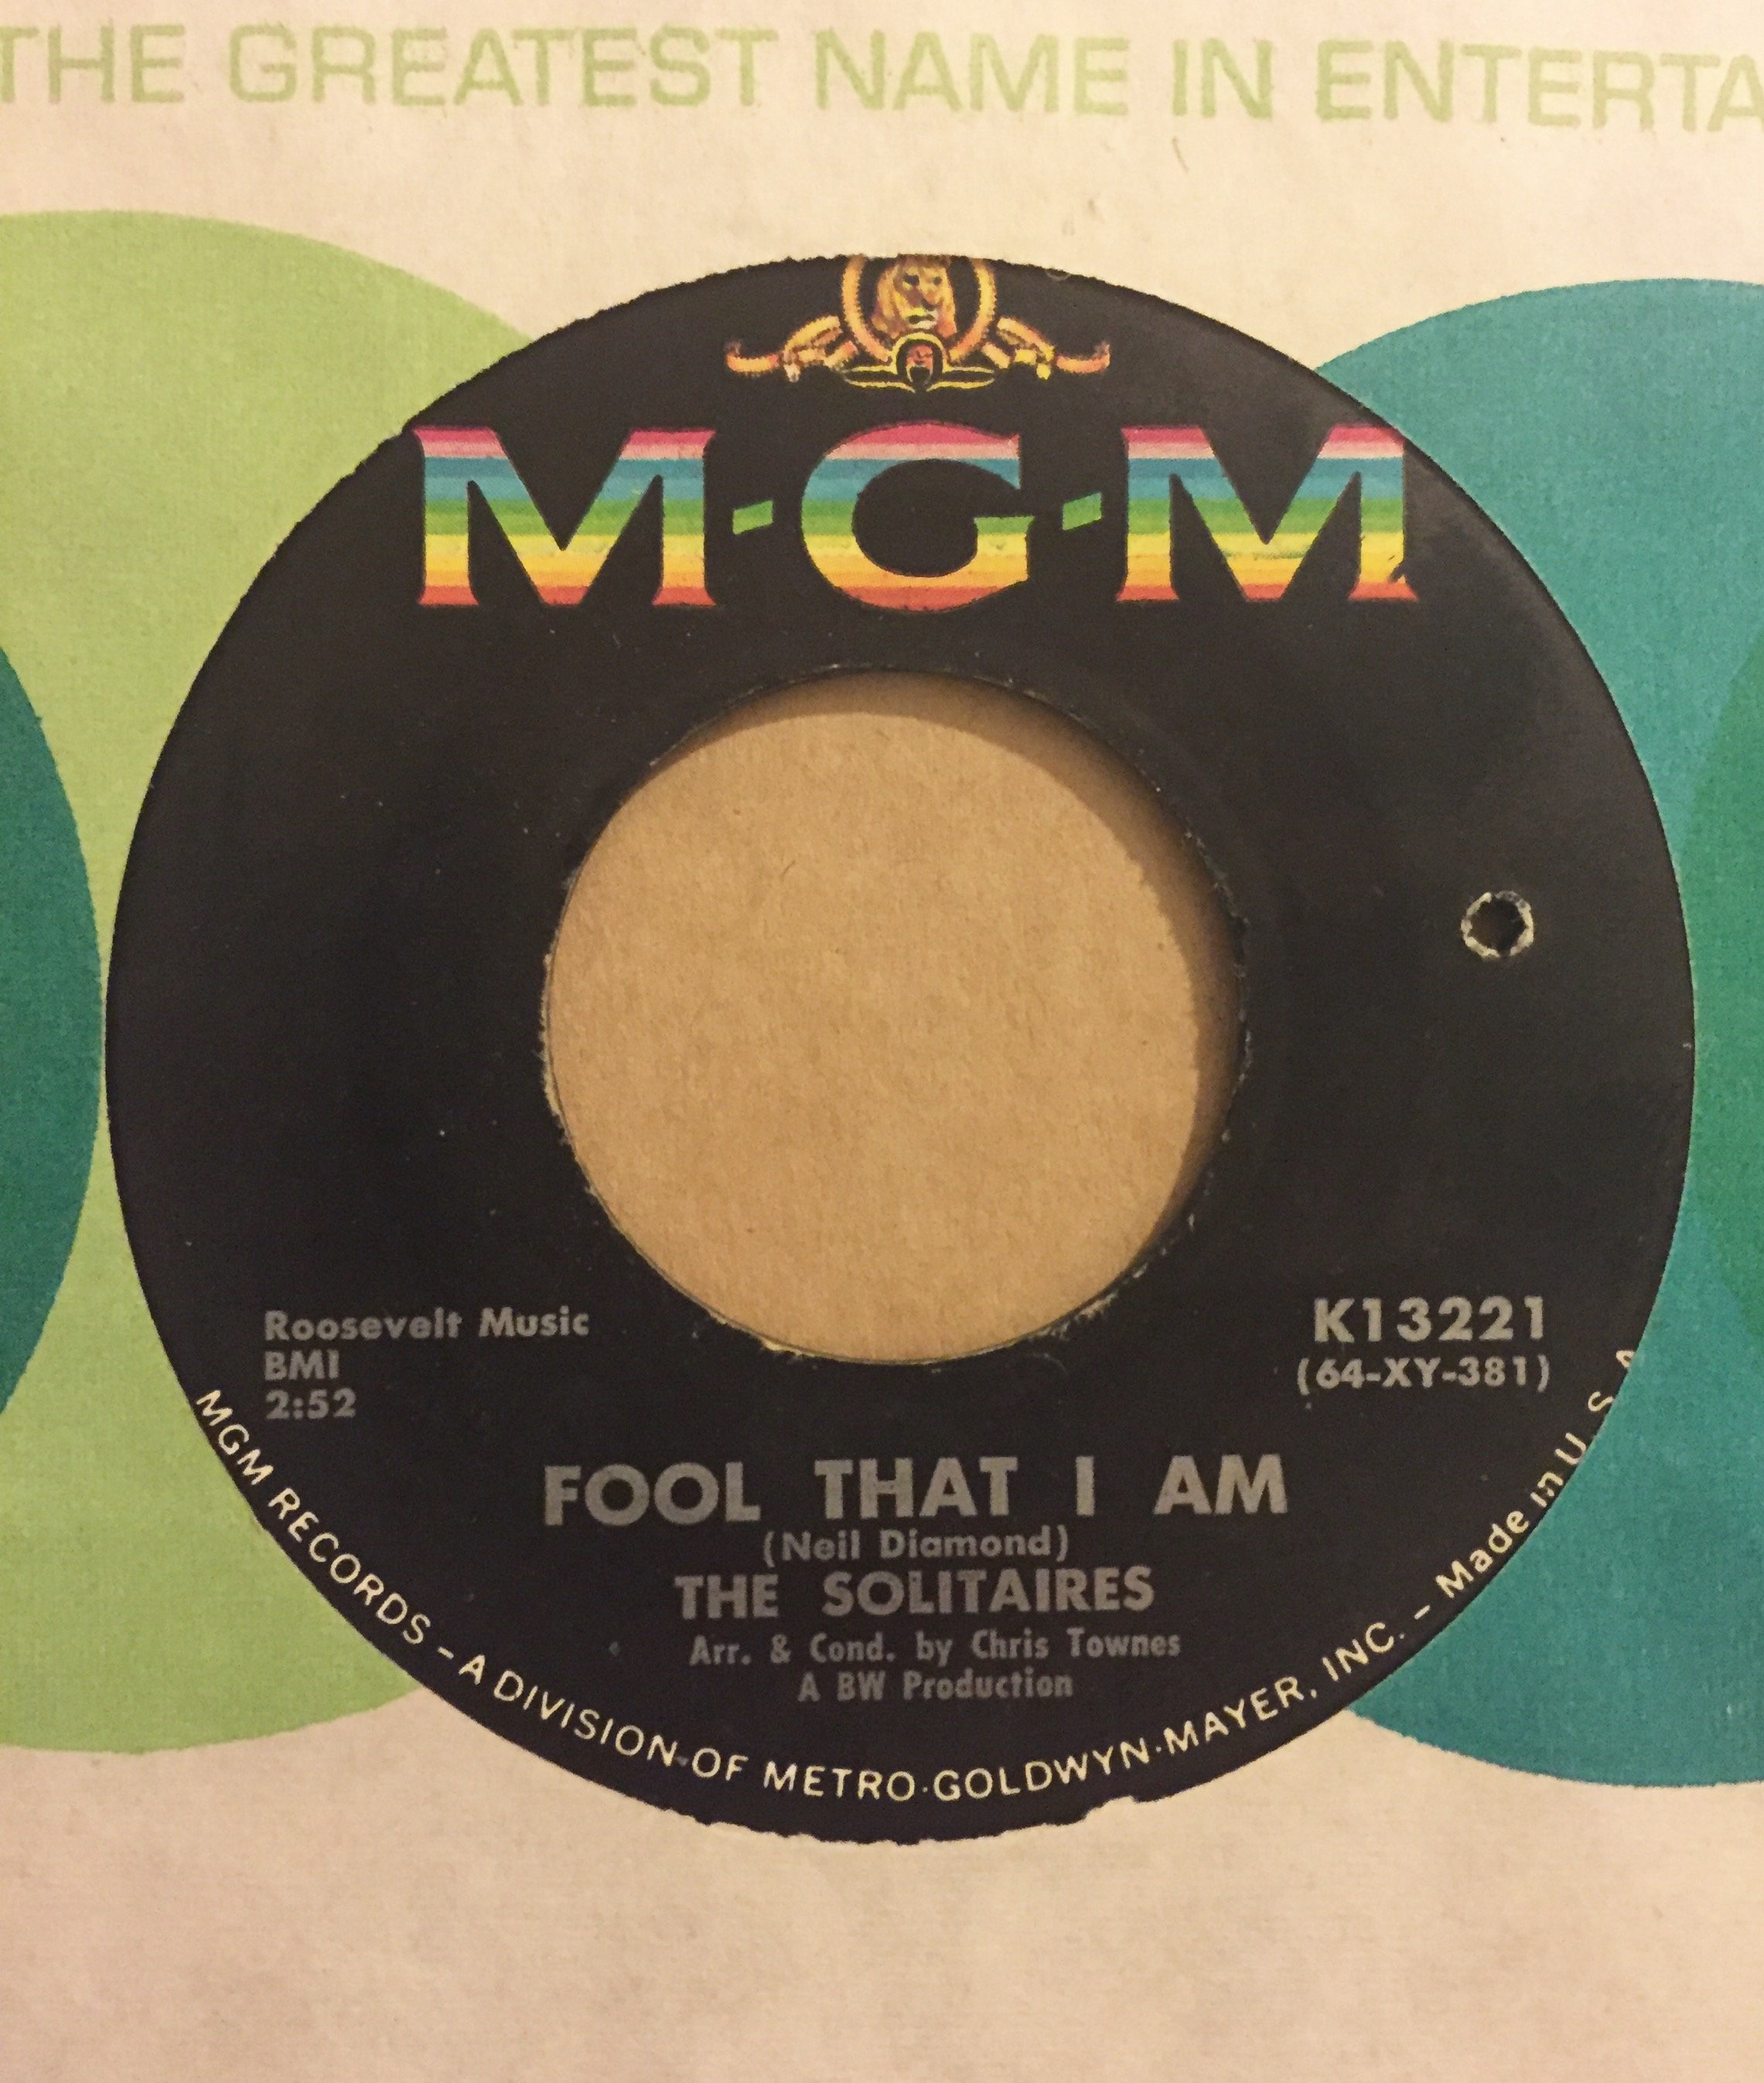 THE GREATEST NAME IN ENTERTA
M-G-M
Roosevelt Music
BMI
2:52
K13221
(64-XY-381)
FOOL THAT I AM
(Neil Diamond)
THE SOLITAIRES
Arr. & Cond. by Chris Townes
A BW Production
MGM RECORDS – A DIVISION OF METRO·GOLDWYN·MAYER, INC. – Made in U. S. A